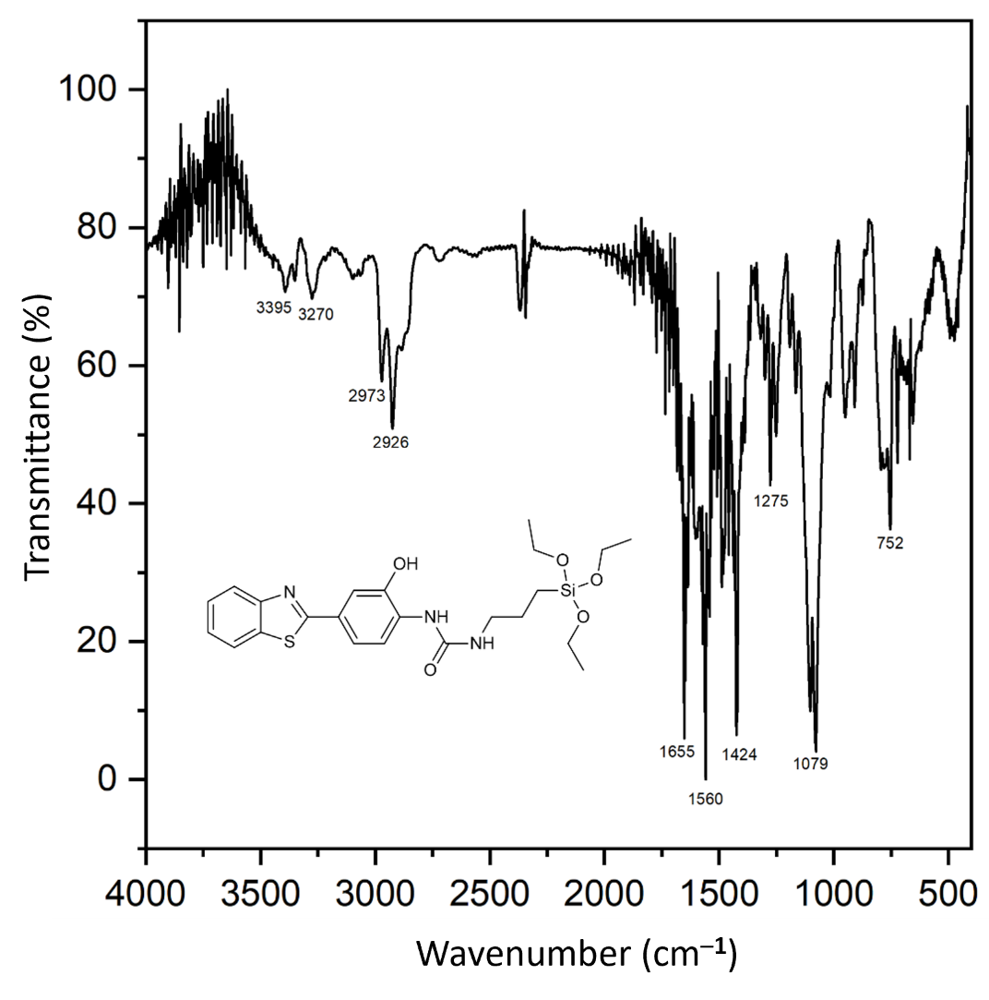 100
80
60
40
20
0
Transmittance (%)
3395
3270
2973
2926
1655
1560
1424
1275
1079
752
OH
N
S
NH
O
NH
Si
O
O
O
4000
3500
3000
2500
2000
1500
1000
500
Wavenumber (cm–1)